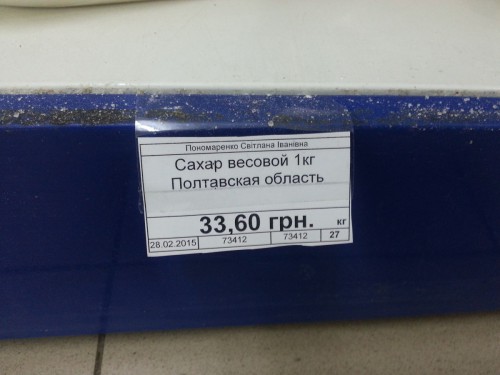 Пономаренко Світлана Іванівна
Сахар весовой 1кг
Полтавская область
33,60 грн. кг
28.02.2015 73412 73412 27